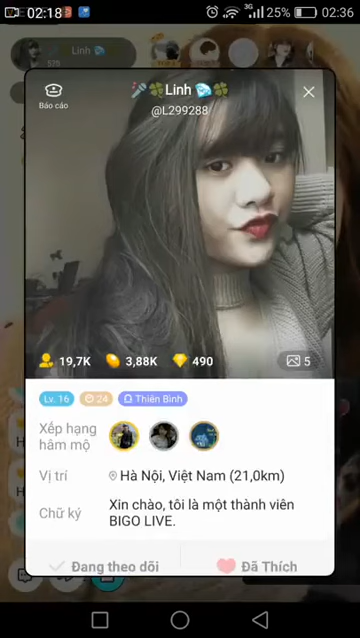 02:18
3G 25% 02:36
Linh
575
Báo cáo
Linh
@L299288
19,7K 3,88K 490 5
Lv. 16 24 Thiên Bình
Xếp hạng
hâm mộ
Vị trí Hà Nội, Việt Nam (21,0km)
Chữ ký Xin chào, tôi là một thành viên
BIGO LIVE.
Đang theo dõi Đã Thích